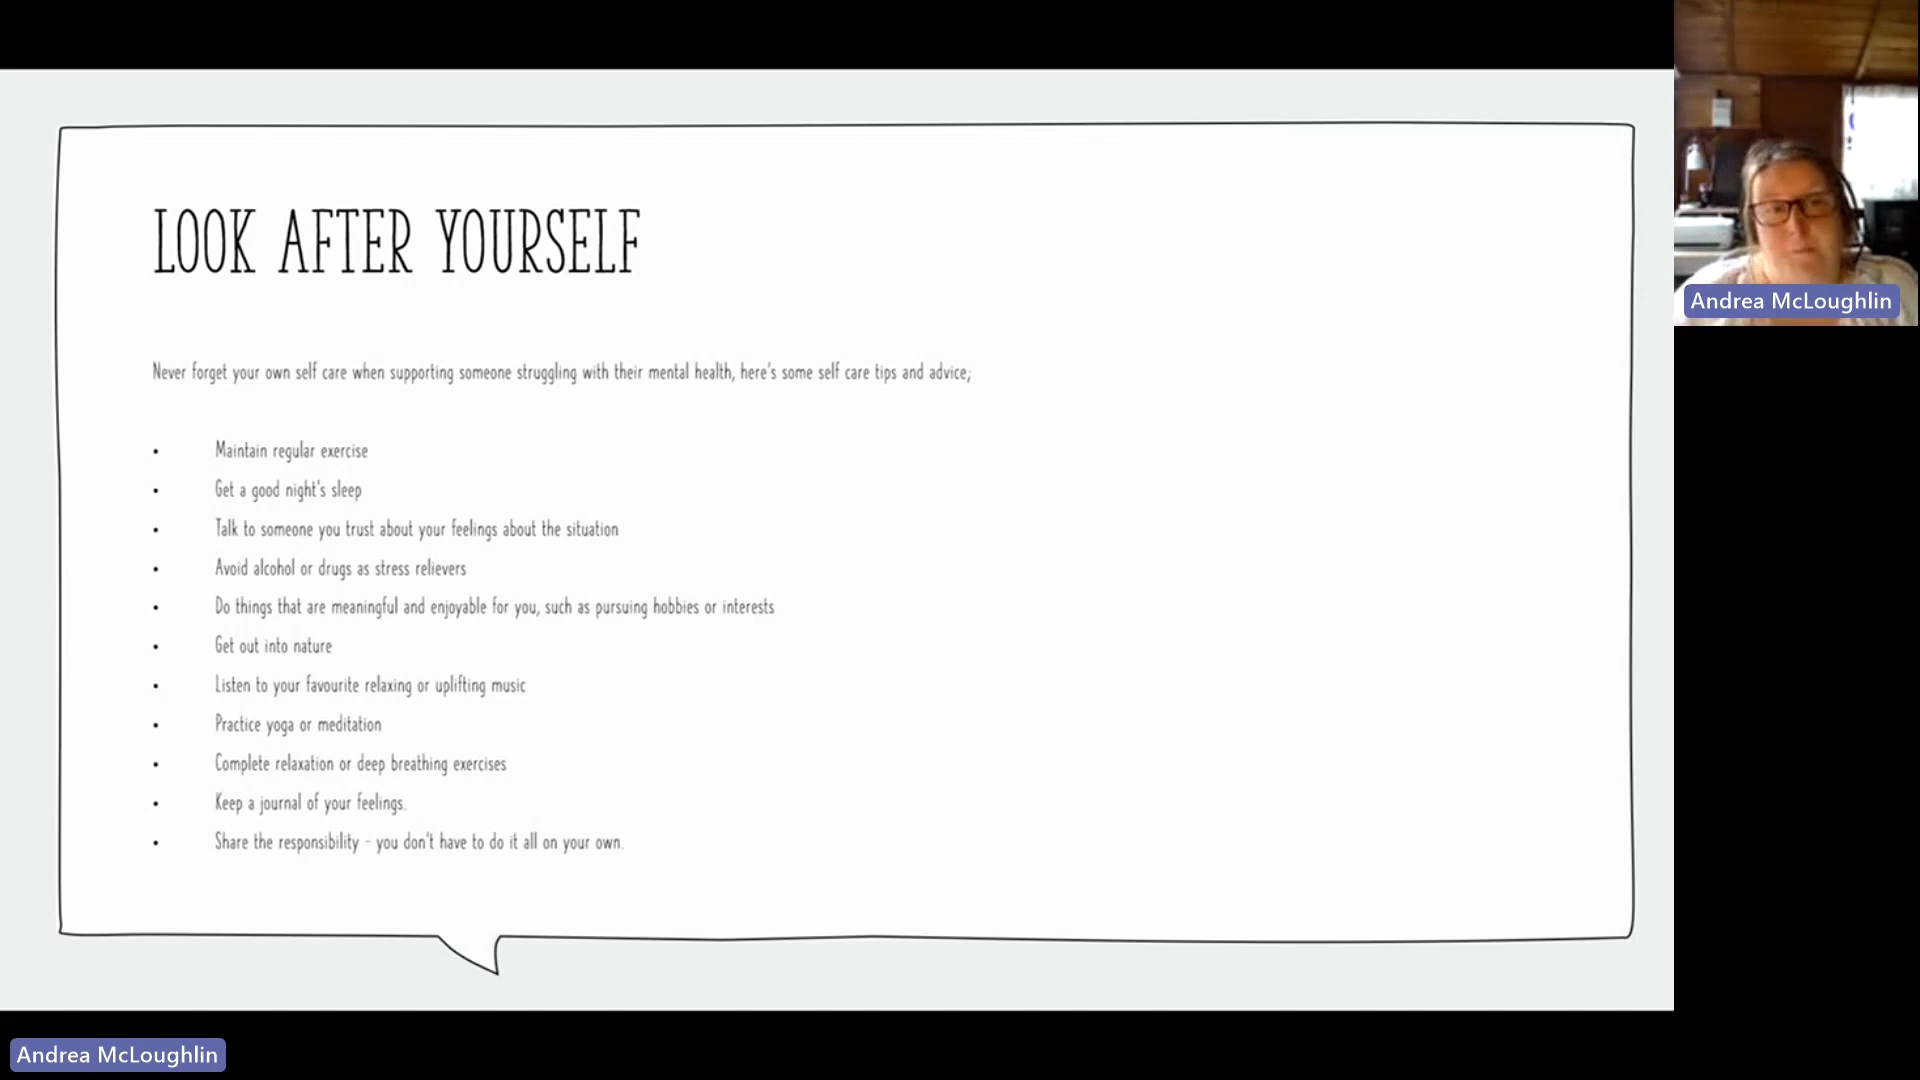 LOOK AFTER YOURSELF
Never forget your own self care when supporting someone struggling with their mental health, here's some self care tips and advice;
• Maintain regular exercise
• Get a good night's sleep
• Talk to someone you trust about your feelings about the situation
• Avoid alcohol or drugs as stress relievers
• Do things that are meaningful and enjoyable for you, such as pursuing hobbies or interests
• Get out into nature
• Listen to your favourite relaxing or uplifting music
• Practice yoga or meditation
• Complete relaxation or deep breathing exercises
• Keep a journal of your feelings.
• Share the responsibility - you don't have to do it all on your own.
Andrea McLoughlin
Andrea McLoughlin